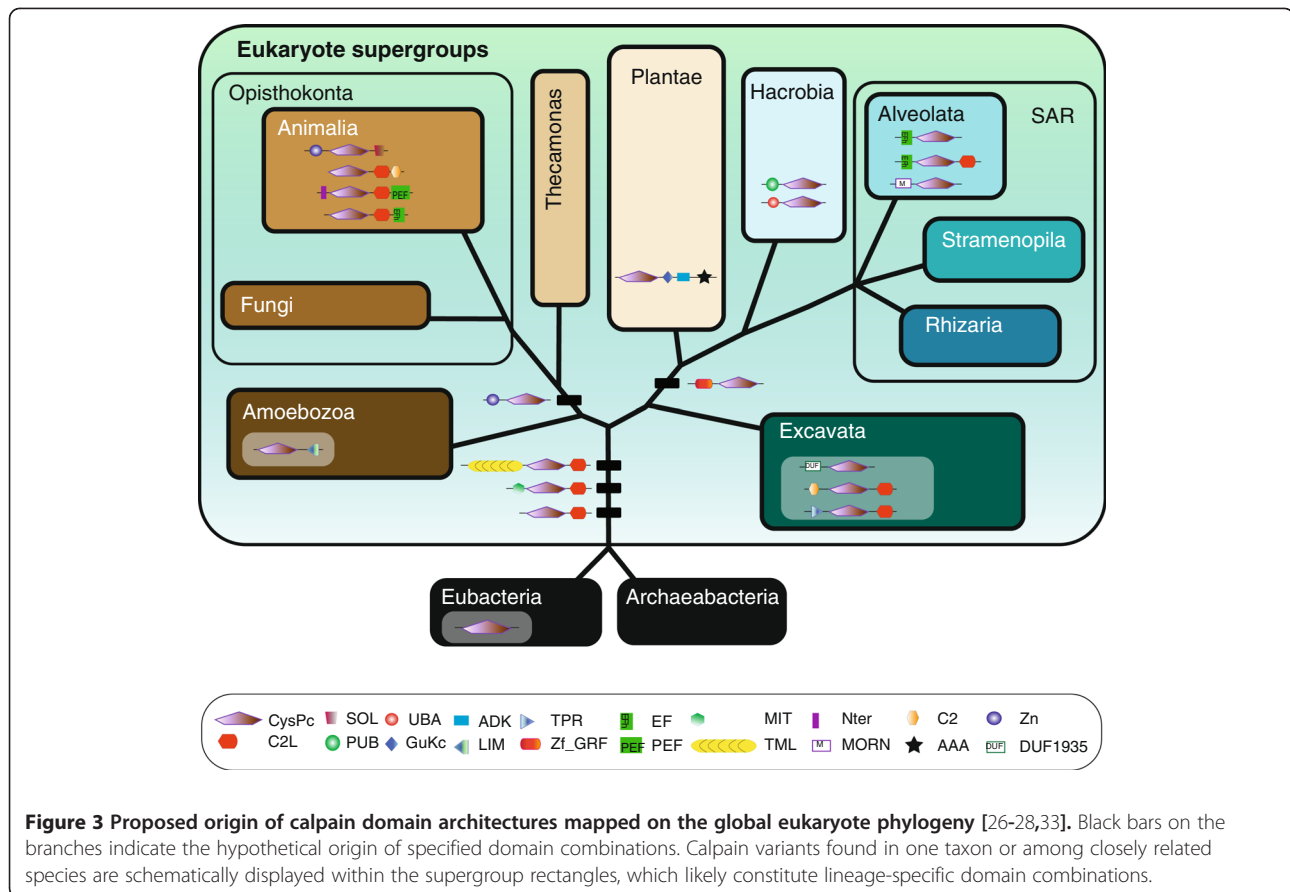 Eukaryote supergroups
Opisthokonta
Animalia
PEF
EFh
Fungi
Thecamonas
Plantae
Hacrobia
SAR
Alveolata
EFh
EFh
M
Stramenopila
Rhizaria
Amoebozoa
Excavata
DUF
Eubacteria
Archaeabacteria
CysPc SOL UBA ADK TPR EF MIT Nter C2 Zn
C2L PUB GuKc LIM Zf_GRF PEF PEF TML M MORN AAA DUF DUF1935
Figure 3 Proposed origin of calpain domain architectures mapped on the global eukaryote phylogeny [26-28,33]. Black bars on the
branches indicate the hypothetical origin of specified domain combinations. Calpain variants found in one taxon or among closely related
species are schematically displayed within the supergroup rectangles, which likely constitute lineage-specific domain combinations.